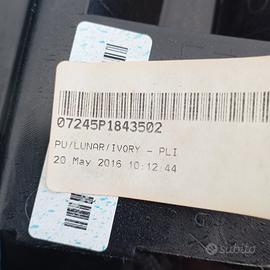 07245P1843502
PU/LUNAR/IVORY - PLI
20 May 2016 10:12:44
subito